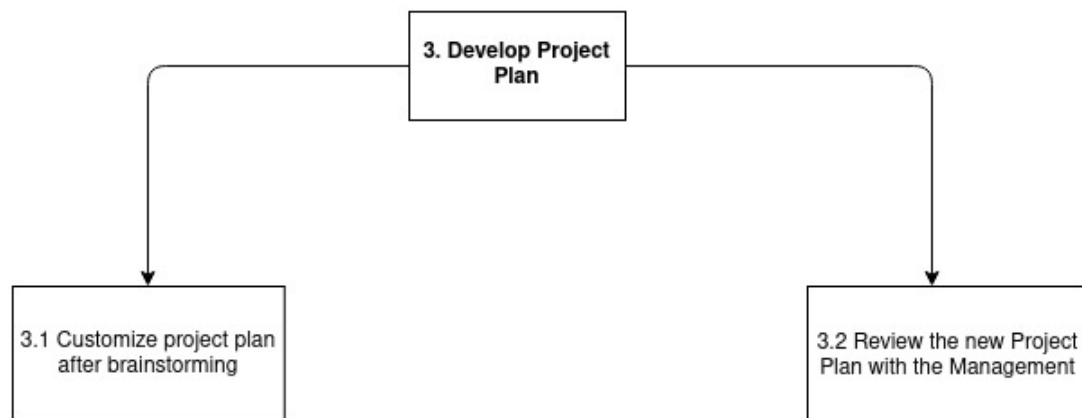 3. Develop Project
Plan
3.1 Customize project plan
after brainstorming
3.2 Review the new Project
Plan with the Management